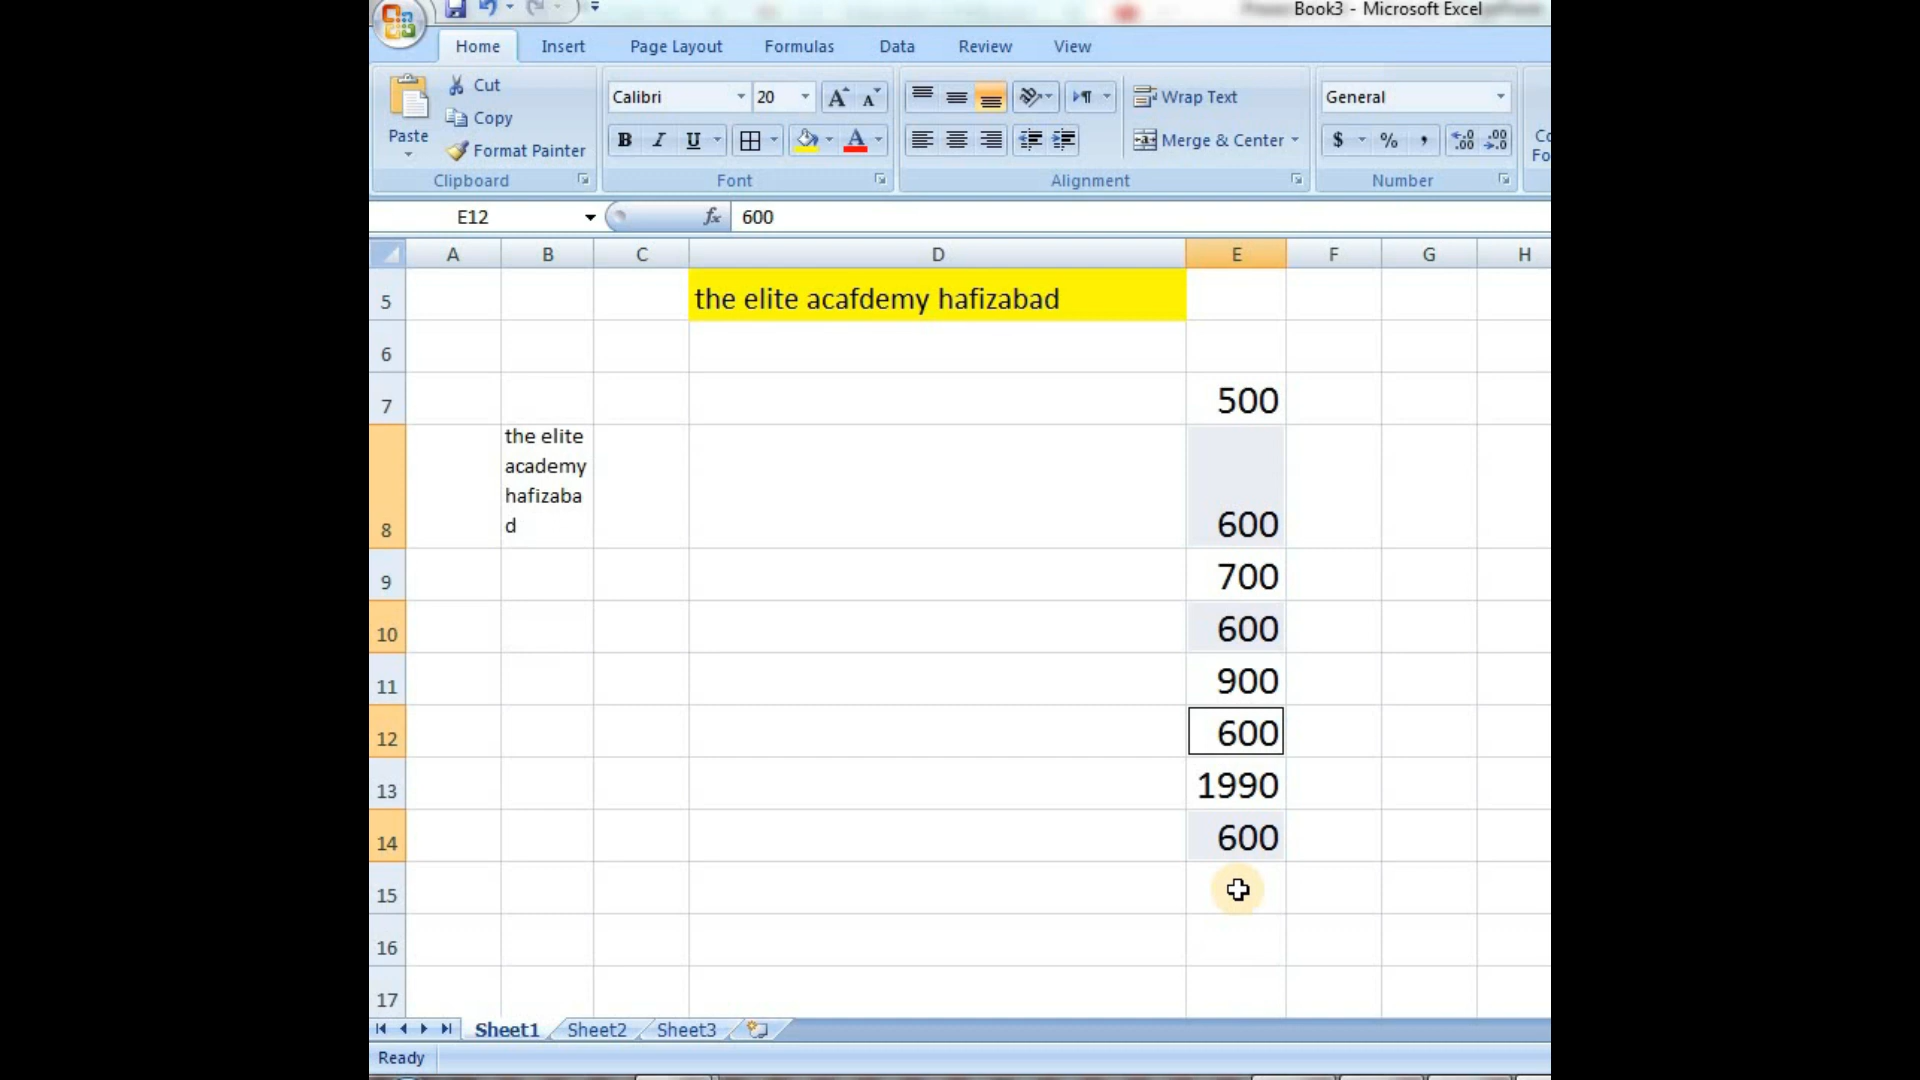 Book3 - Microsoft Excel
Home Insert Page Layout Formulas Data Review View
Cut
Copy
Format Painter
Paste
Clipboard
Calibri 20
B I U
Font
Wrap Text
Merge & Center
Alignment
General
$ % ,
Number
E12 fx 600
A B C D E F G H
5 the elite acafdemy hafizabad
6
7 500
8 the elite
academy
hafizaba
d
600
9 700
10 600
11 900
12 600
13 1990
14 600
15
16
17
Sheet1 Sheet2 Sheet3
Ready